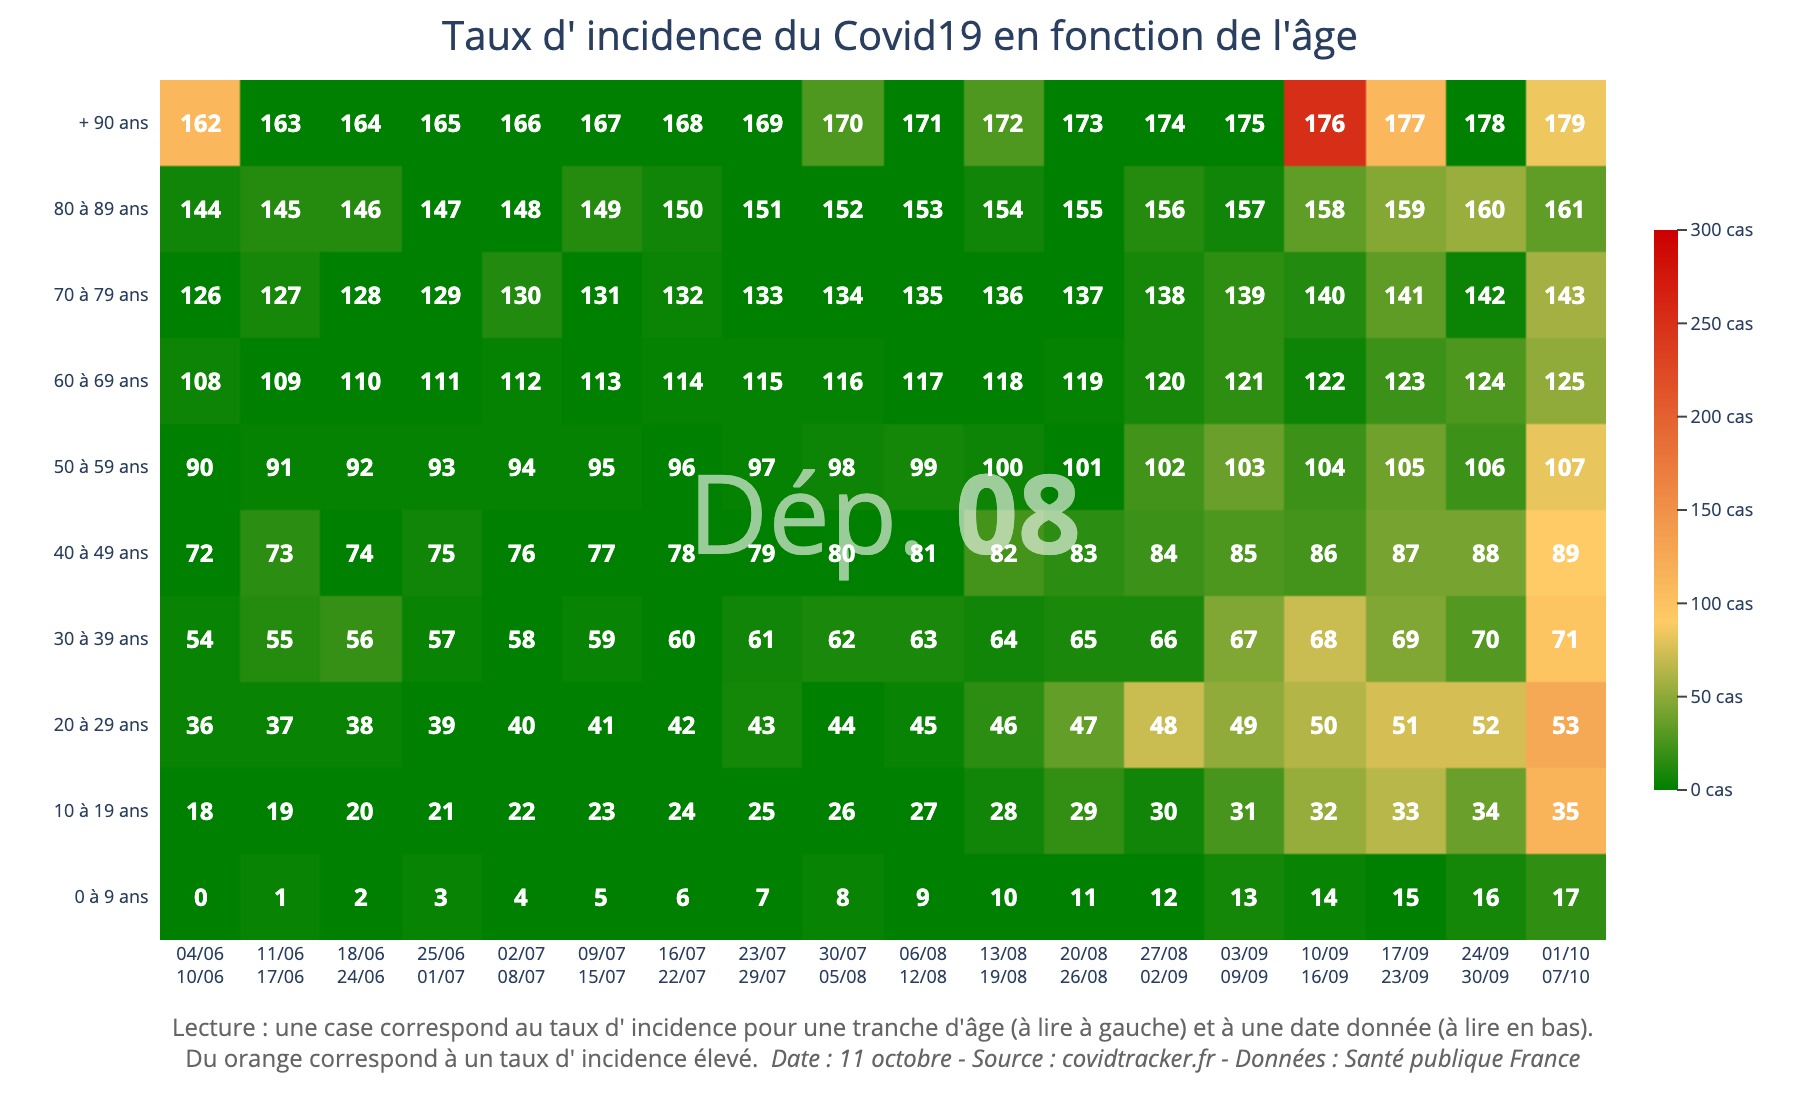 Taux d' incidence du Covid19 en fonction de l'âge
+ 90 ans 162 163 164 165 166 167 168 169 170 171 172 173 174 175 176 177 178 179
80 à 89 ans 144 145 146 147 148 149 150 151 152 153 154 155 156 157 158 159 160 161
70 à 79 ans 126 127 128 129 130 131 132 133 134 135 136 137 138 139 140 141 142 143
60 à 69 ans 108 109 110 111 112 113 114 115 116 117 118 119 120 121 122 123 124 125
50 à 59 ans 90 91 92 93 94 95 96 97 98 99 100 101 102 103 104 105 106 107
Dép. 08
40 à 49 ans 72 73 74 75 76 77 78 79 80 81 82 83 84 85 86 87 88 89
30 à 39 ans 54 55 56 57 58 59 60 61 62 63 64 65 66 67 68 69 70 71
20 à 29 ans 36 37 38 39 40 41 42 43 44 45 46 47 48 49 50 51 52 53
10 à 19 ans 18 19 20 21 22 23 24 25 26 27 28 29 30 31 32 33 34 35
0 à 9 ans 0 1 2 3 4 5 6 7 8 9 10 11 12 13 14 15 16 17
04/06 11/06 18/06 25/06 02/07 09/07 16/07 23/07 30/07 06/08 13/08 20/08 27/08 03/09 10/09 17/09 24/09 01/10
10/06 17/06 24/06 01/07 08/07 15/07 22/07 29/07 05/08 12/08 19/08 26/08 02/09 09/09 16/09 23/09 30/09 07/10
300 cas
250 cas
200 cas
150 cas
100 cas
50 cas
0 cas
Lecture : une case correspond au taux d' incidence pour une tranche d'âge (à lire à gauche) et à une date donnée (à lire en bas).
Du orange correspond à un taux d' incidence élevé. Date : 11 octobre - Source : covidtracker.fr - Données : Santé publique France